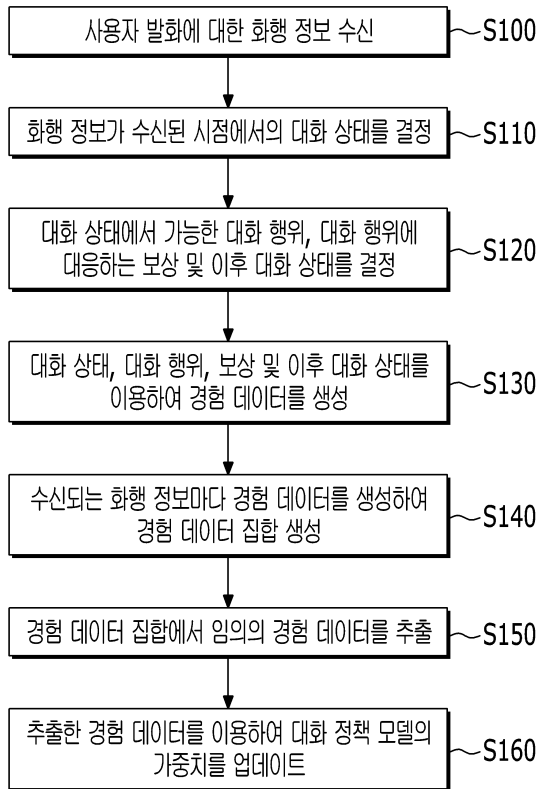 사용자 발화에 대한 화행 정보 수신
S100
화행 정보가 수신된 시점에서의 대화 상태를 결정
S110
대화 상태에서 가능한 대화 행위, 대화 행위에
대응하는 보상 및 이후 대화 상태를 결정
S120
대화 상태, 대화 행위, 보상 및 이후 대화 상태를
이용하여 경험 데이터를 생성
S130
수신되는 화행 정보마다 경험 데이터를 생성하여
경험 데이터 집합 생성
S140
경험 데이터 집합에서 임의의 경험 데이터를 추출
S150
추출한 경험 데이터를 이용하여 대화 정책 모델의
가중치를 업데이트
S160